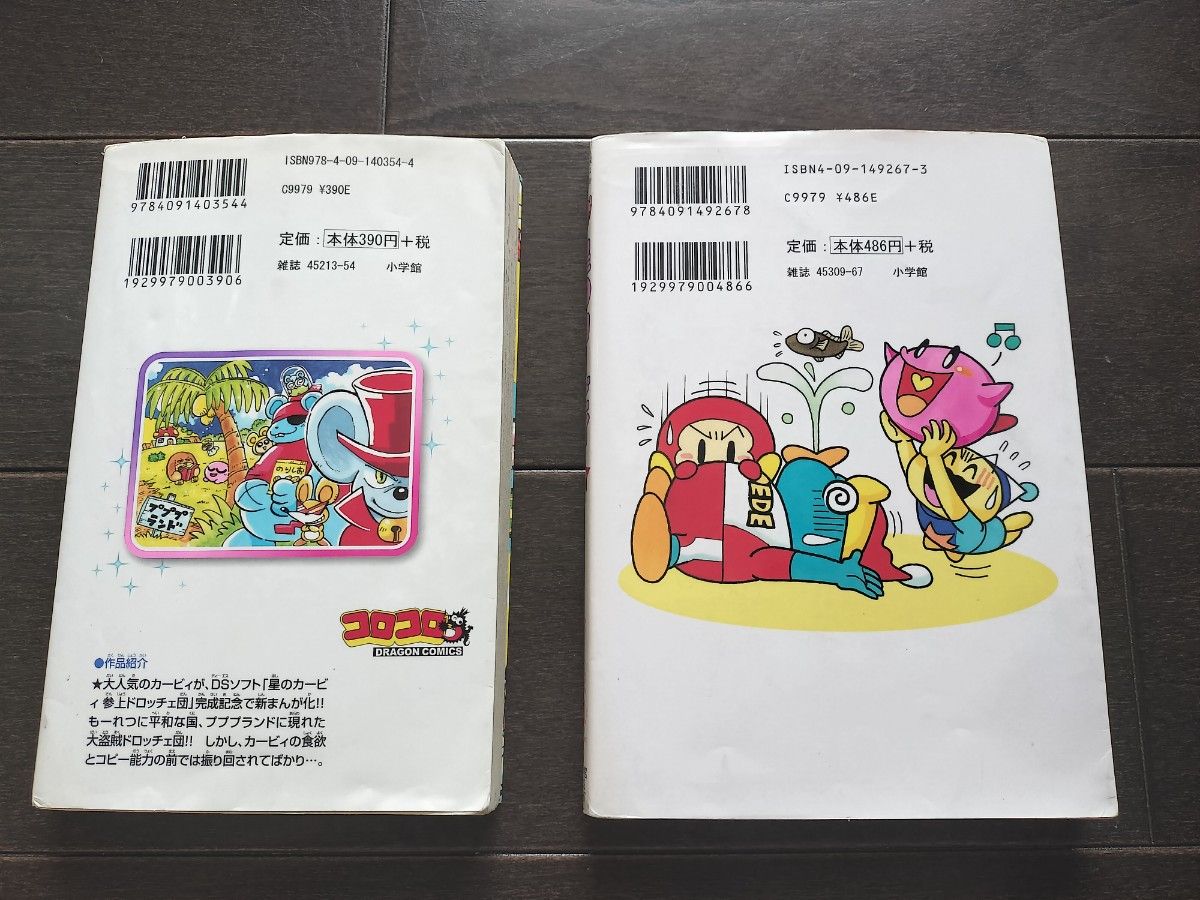 ISBN978-4-09-140354-4
C9979 ¥390E
9784091403544
定価：本体390円＋税
雑誌 45213-54 小学館
1929979003906
のりしお
プププ
ランド
コロコロ
DRAGON COMICS
●作品紹介
★大人気のカービィが、DSソフト「星のカービ
ィ 参上ドロッチェ団」完成記念で新まんが化!!
もーれつに平和な国、プププランドに現れた
大盗賊ドロッチェ団!! しかし、カービィの食欲
とコピー能力の前では振り回されてばかり…。
ISBN4-09-149267-3
C9979 ¥486E
9784091492678
定価：本体486円＋税
雑誌 45309-67 小学館
1929979004866
EDE